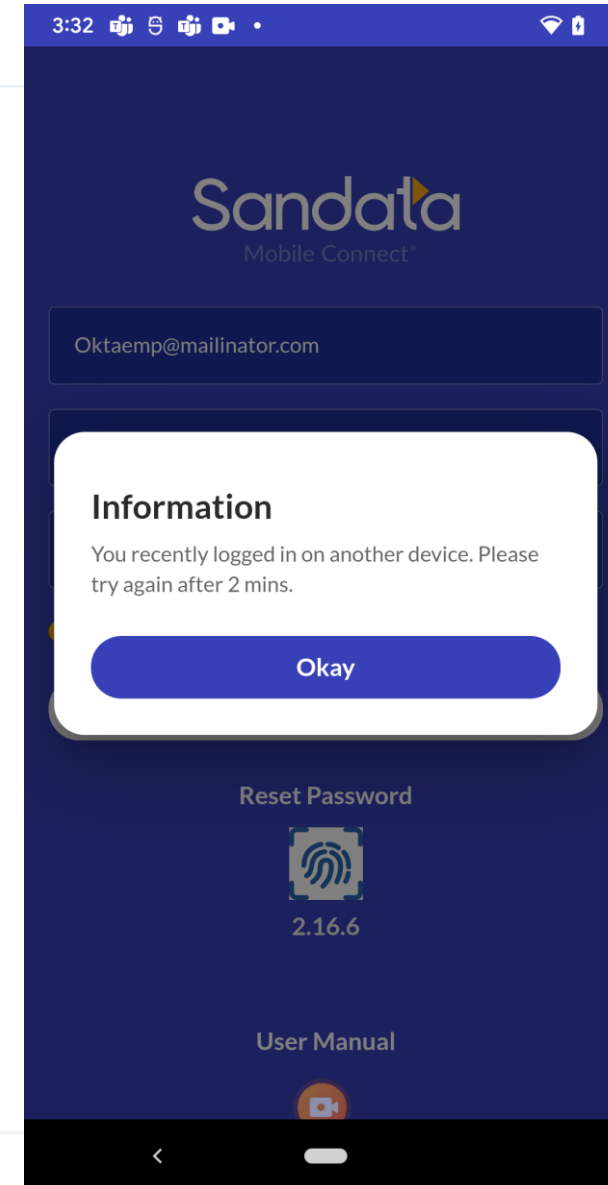 3:32
Sandata
Mobile Connect®
Oktaemp@mailinator.com
Information
You recently logged in on another device. Please
try again after 2 mins.
Okay
Reset Password
2.16.6
User Manual